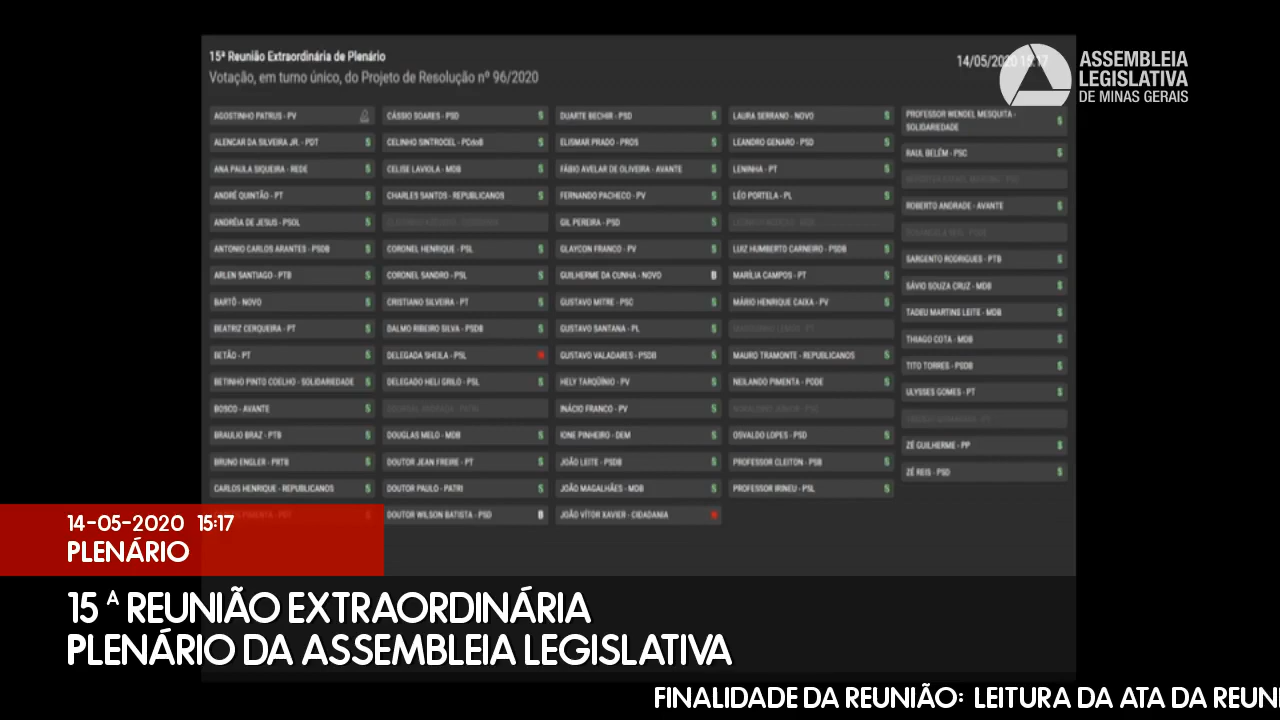 15ª Reunião Extraordinária de Plenário
14/05/2020 15:17
Votação, em turno único, do Projeto de Resolução nº 96/2020
ASSEMBLEIA
LEGISLATIVA
DE MINAS GERAIS
AGOSTINHO PATRUS - PV
ALENCAR DA SILVEIRA JR. - PDT S
ANA PAULA SIQUEIRA - REDE S
ANDRÉ QUINTÃO - PT S
ANDRÉIA DE JESUS - PSOL S
ANTONIO CARLOS ARANTES - PSDB S
ARLEN SANTIAGO - PTB S
BARTÔ - NOVO S
BEATRIZ CERQUEIRA - PT S
BETÃO - PT S
BETINHO PINTO COELHO - SOLIDARIEDADE S
BOSCO - AVANTE S
BRAULIO BRAZ - PTB S
BRUNO ENGLER - PRTB S
CARLOS HENRIQUE - REPUBLICANOS S
CÁSSIO SOARES - PSD S
CELINHO SINTROCEL - PCdoB S
CELISE LAVIOLA - MDB S
CHARLES SANTOS - REPUBLICANOS S
CORONEL HENRIQUE - PSL S
CORONEL SANDRO - PSL S
CRISTIANO SILVEIRA - PT S
DALMO RIBEIRO SILVA - PSDB S
DELEGADA SHEILA - PSL
DELEGADO HELI GRILO - PSL S
DOUGLAS MELO - MDB S
DOUTOR JEAN FREIRE - PT S
DOUTOR PAULO - PATRI S
DOUTOR WILSON BATISTA - PSD B
DUARTE BECHIR - PSD S
ELISMAR PRADO - PROS S
FÁBIO AVELAR DE OLIVEIRA - AVANTE S
FERNANDO PACHECO - PV S
GIL PEREIRA - PSD S
GLAYCON FRANCO - PV S
GUILHERME DA CUNHA - NOVO B
GUSTAVO MITRE - PSC S
GUSTAVO SANTANA - PL S
GUSTAVO VALADARES - PSDB S
HELY TARQÜÍNIO - PV S
INÁCIO FRANCO - PV S
IONE PINHEIRO - DEM S
JOÃO LEITE - PSDB S
JOÃO MAGALHÃES - MDB S
JOÃO VÍTOR XAVIER - CIDADANIA
LAURA SERRANO - NOVO S
LEANDRO GENARO - PSD S
LENINHA - PT S
LÉO PORTELA - PL S
LUIZ HUMBERTO CARNEIRO - PSDB S
MARÍLIA CAMPOS - PT S
MÁRIO HENRIQUE CAIXA - PV S
MAURO TRAMONTE - REPUBLICANOS S
NEILANDO PIMENTA - PODE S
OSVALDO LOPES - PSD S
PROFESSOR CLEITON - PSB S
PROFESSOR IRINEU - PSL S
PROFESSOR WENDEL MESQUITA -
SOLIDARIEDADE S
RAUL BELÉM - PSC S
ROBERTO ANDRADE - AVANTE S
SARGENTO RODRIGUES - PTB S
SÁVIO SOUZA CRUZ - MDB S
TADEU MARTINS LEITE - MDB S
THIAGO COTA - MDB S
TITO TORRES - PSDB S
ULYSSES GOMES - PT S
ZÉ GUILHERME - PP S
ZÉ REIS - PSD S
14-05-2020 15:17
PLENÁRIO
15 ª REUNIÃO EXTRAORDINÁRIA
PLENÁRIO DA ASSEMBLEIA LEGISLATIVA
FINALIDADE DA REUNIÃO: LEITURA DA ATA DA REUN